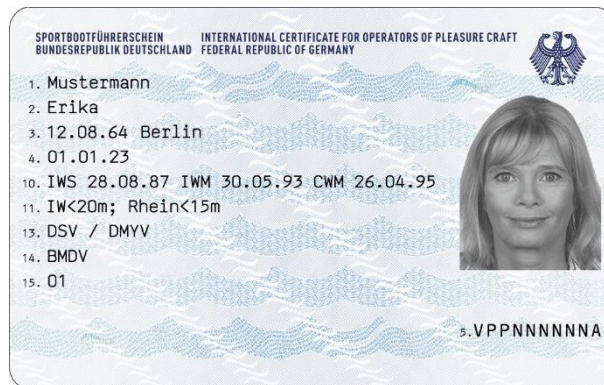 SPORTBOOTFÜHRERSCHEIN INTERNATIONAL CERTIFICATE FOR OPERATORS OF PLEASURE CRAFT
BUNDESREPUBLIK DEUTSCHLAND FEDERAL REPUBLIC OF GERMANY
1. Mustermann
2. Erika
3. 12.08.64 Berlin
4. 01.01.23
10. IWS 28.08.87 IWM 30.05.93 CWM 26.04.95
11. IW<20m; Rhein<15m
13. DSV / DMYV
14. BMDV
15. 01
5. VPPNNNNNNA